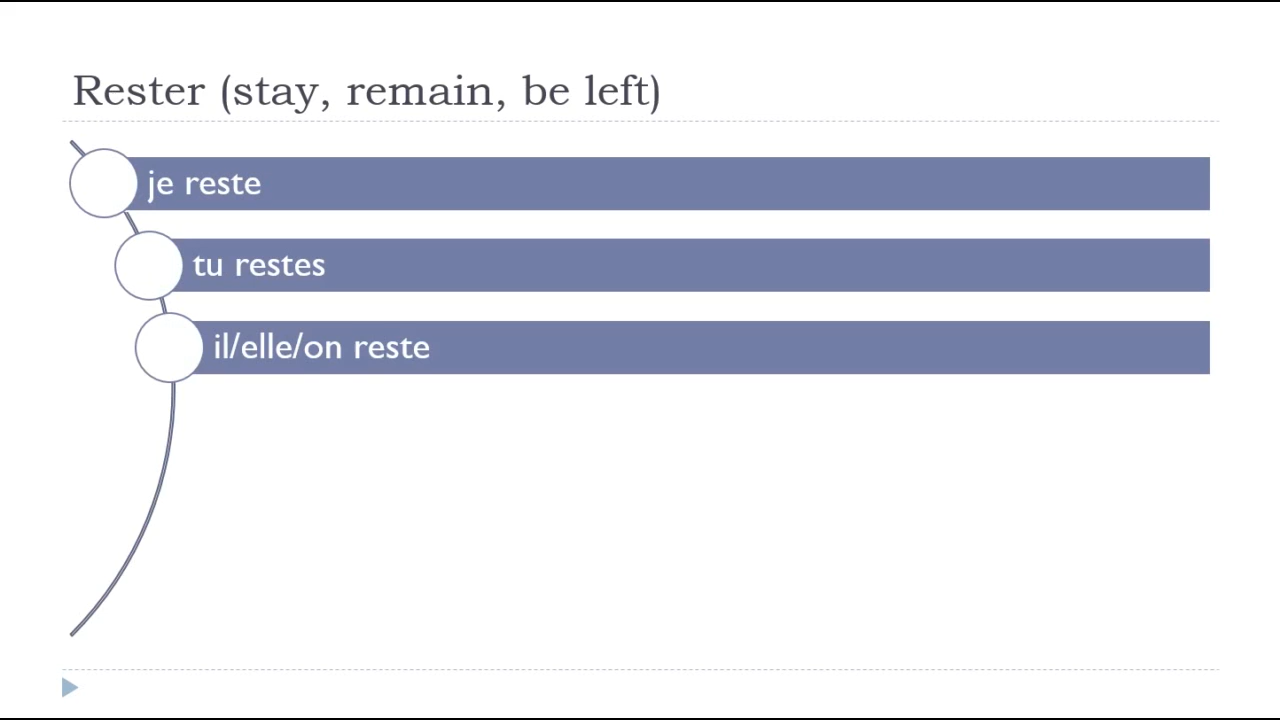 Rester (stay, remain, be left)
je reste
tu restes
il/elle/on reste